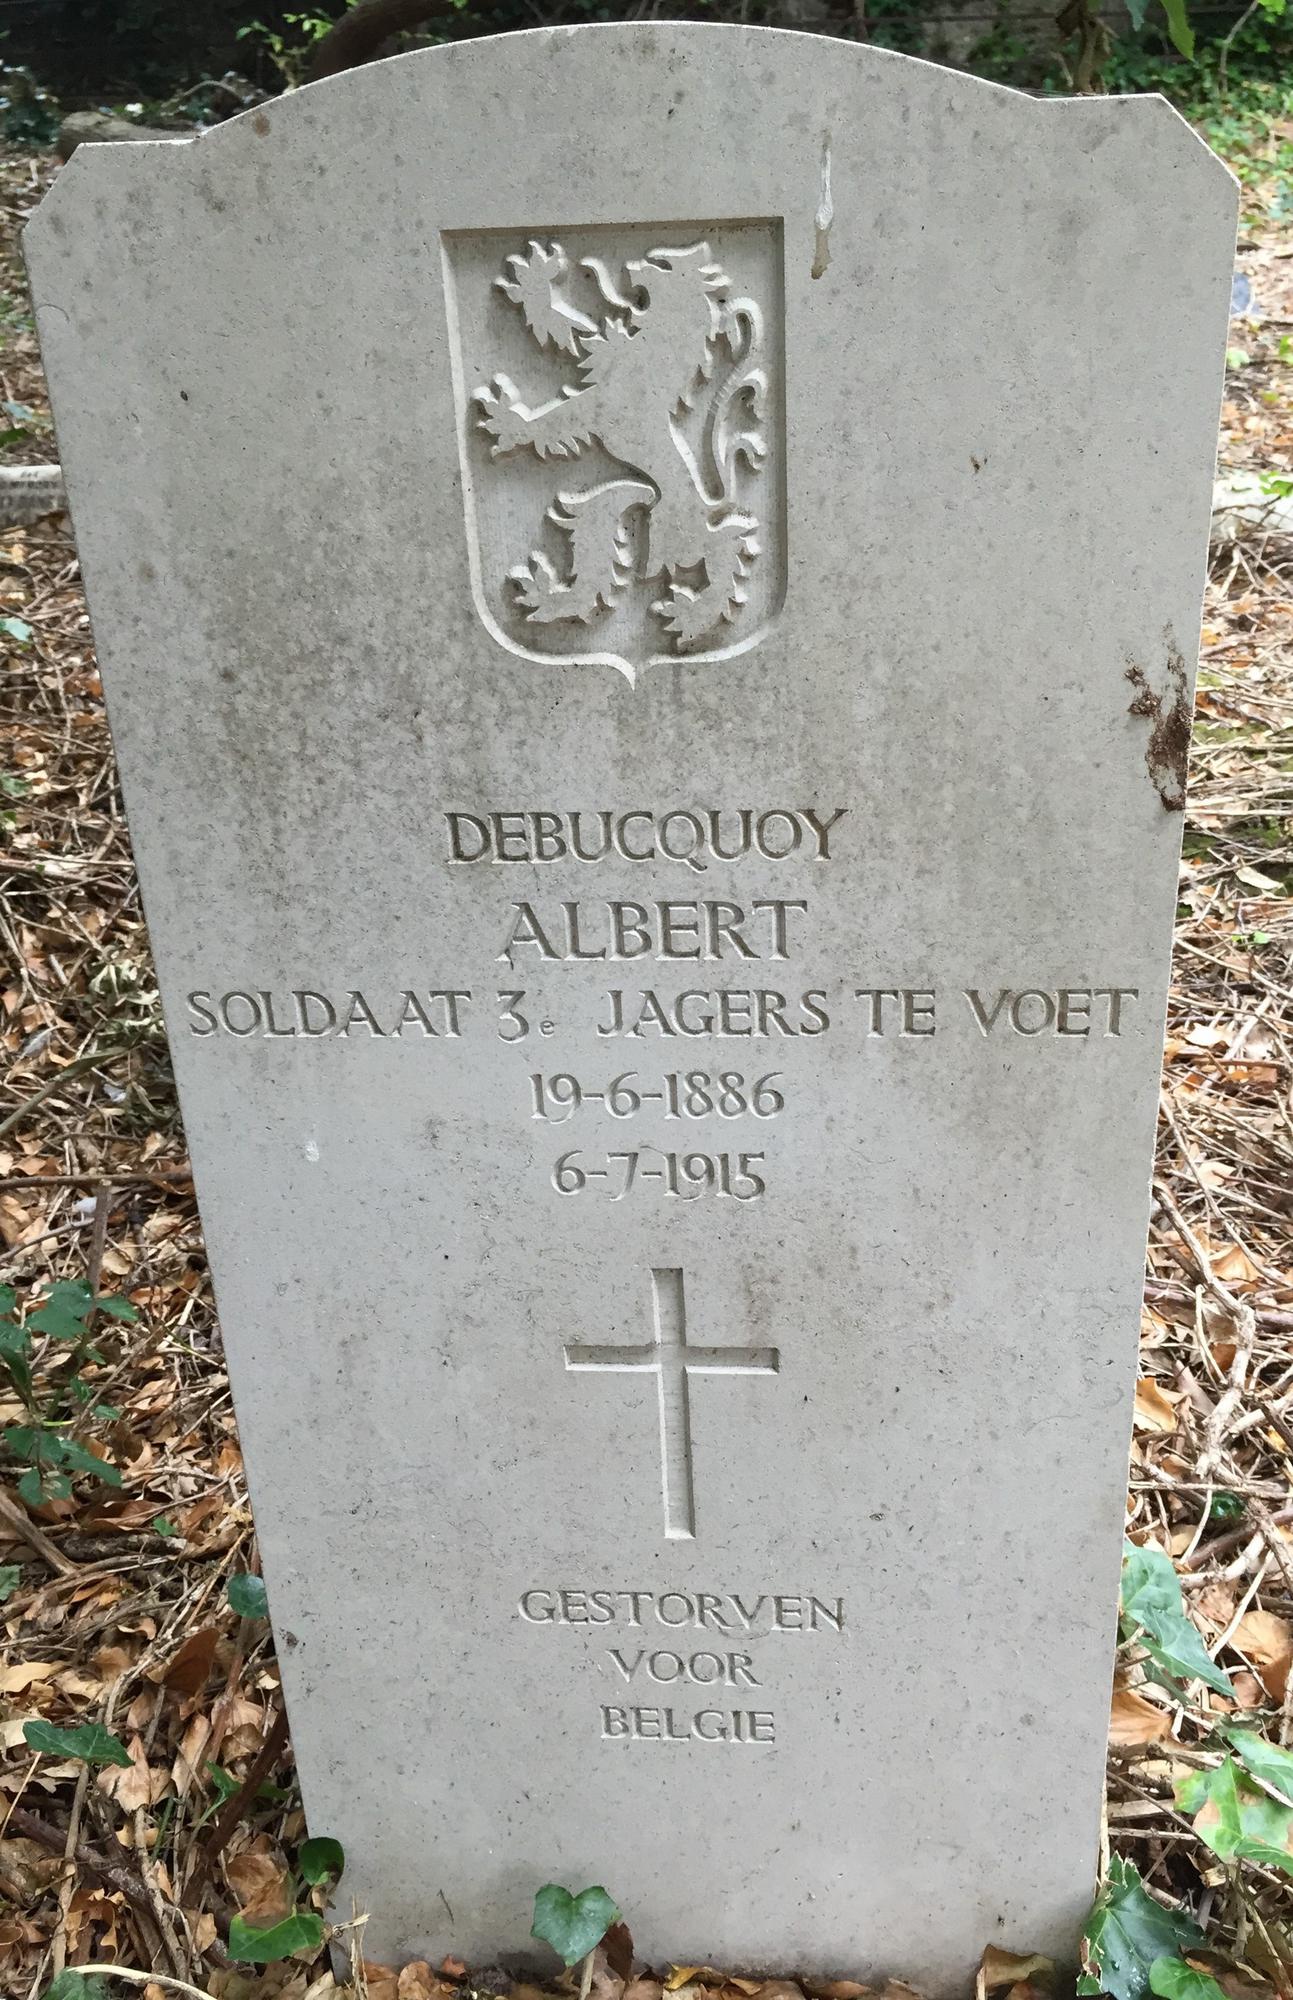 DEBUCQUOY
ALBERT
SOLDAAT 3e JAGERS TE VOET
19-6-1886
6-7-1915
GESTORVEN
VOOR
BELGIE